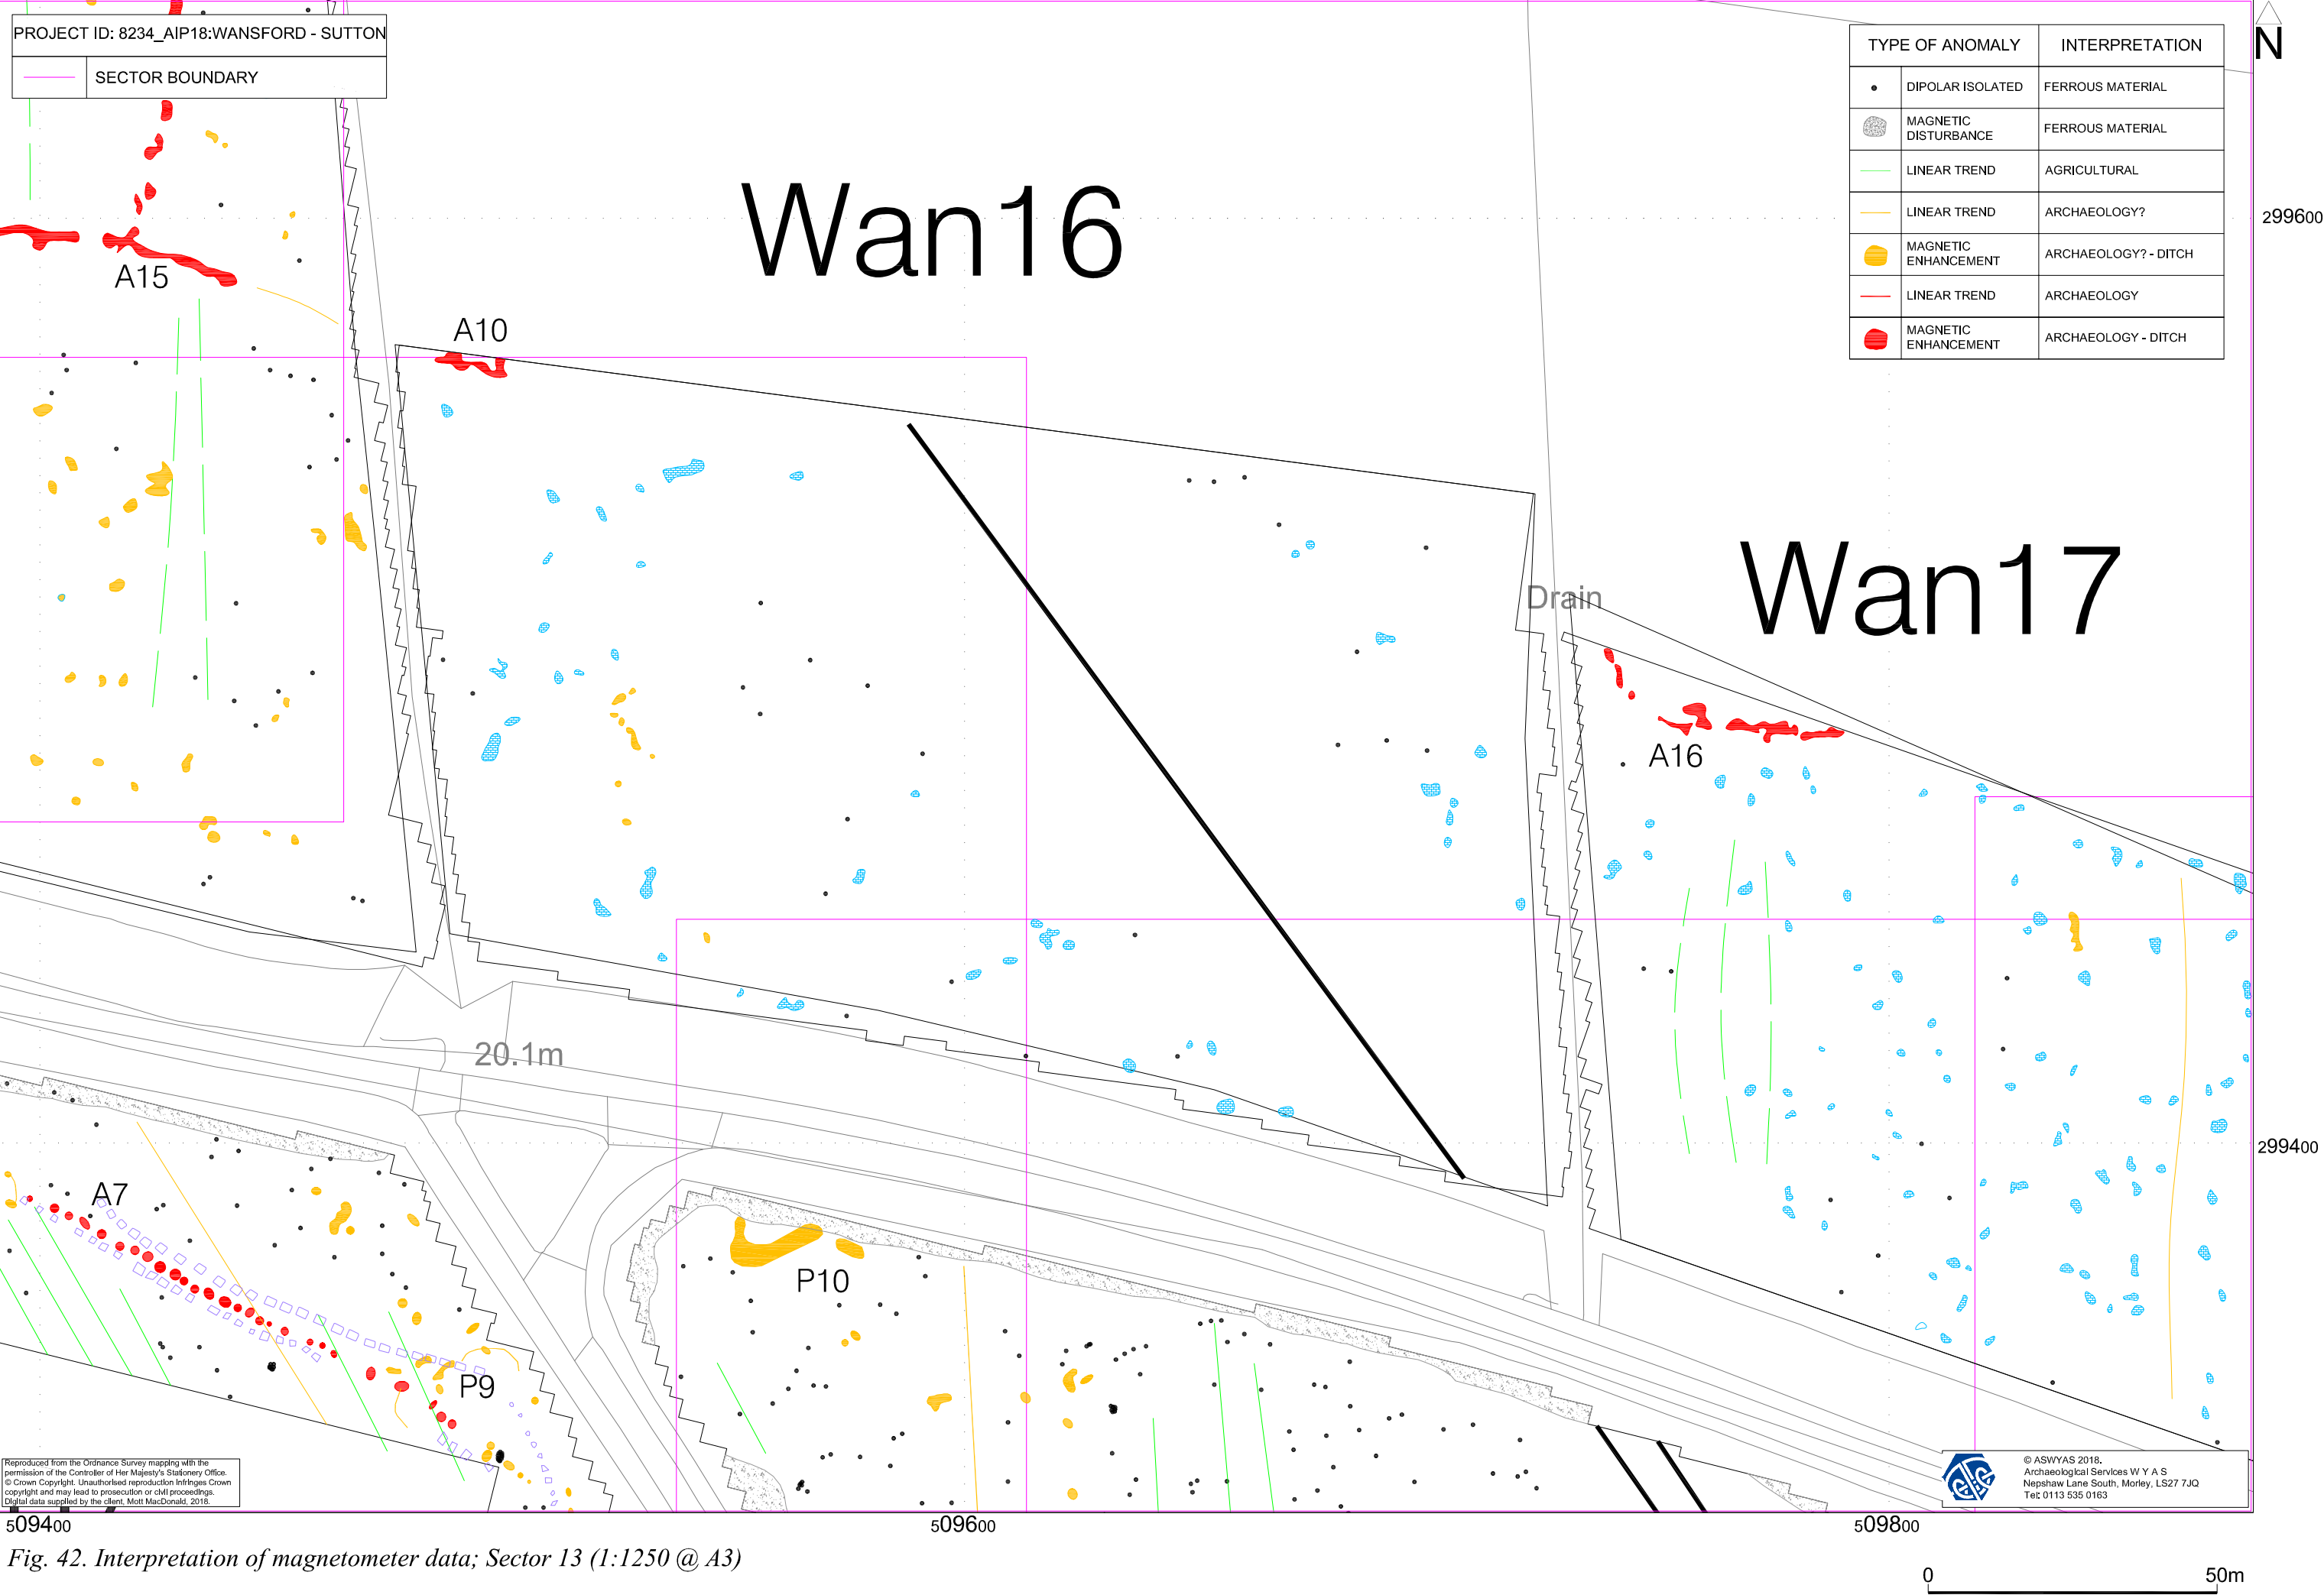 PROJECT ID: 8234_AIP18:WANSFORD - SUTTON
SECTOR BOUNDARY
N
TYPE OF ANOMALY INTERPRETATION
DIPOLAR ISOLATED FERROUS MATERIAL
MAGNETIC
DISTURBANCE
FERROUS MATERIAL
LINEAR TREND AGRICULTURAL
LINEAR TREND ARCHAEOLOGY?
MAGNETIC
ENHANCEMENT
ARCHAEOLOGY? - DITCH
LINEAR TREND ARCHAEOLOGY
MAGNETIC
ENHANCEMENT
ARCHAEOLOGY - DITCH
Wan16
299600
A15
A10
Wan17
Drain
A16
20.1m
299400
A7
P10
P9
Reproduced from the Ordnance Survey mapping with the
permission of the Controller of Her Majesty's Stationery Office.
© Crown Copyright. Unauthorised reproduction infringes Crown
copyright and may lead to prosecution or civil proceedings.
Digital data supplied by the client, Mott MacDonald, 2018.
© ASWYAS 2018.
Archaeological Services W Y A S
Nepshaw Lane South, Morley, LS27 7JQ
Tel: 0113 535 0163
509400
509600
509800
Fig. 42. Interpretation of magnetometer data; Sector 13 (1:1250 @ A3)
0 50m